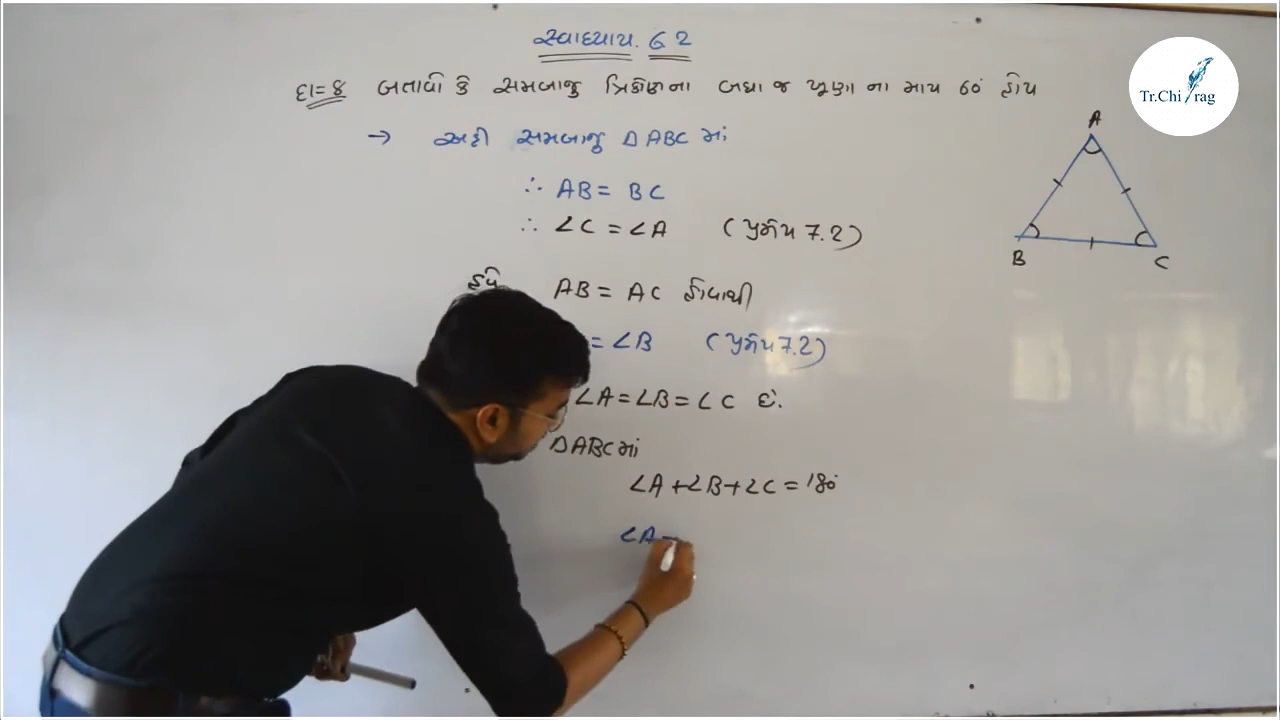 સ્વાધ્યાય. 6 2
દા=8 બતાવો કે સમબાજુ ત્રિકોણના બધા જ ખૂણા ના માપ 60° હોય
→ અહીં સમબાજુ ΔABC માં
∴ AB = BC
∴ ∠C = ∠A (પ્રમેય 7.2)
હવે AB = AC હોવાથી
= ∠B (પ્રમેય 7.2)
∠A = ∠B = ∠C છે.
ΔABC માં
∠A + ∠B + ∠C = 180°
∠A
A
B
C
Tr.Chirag